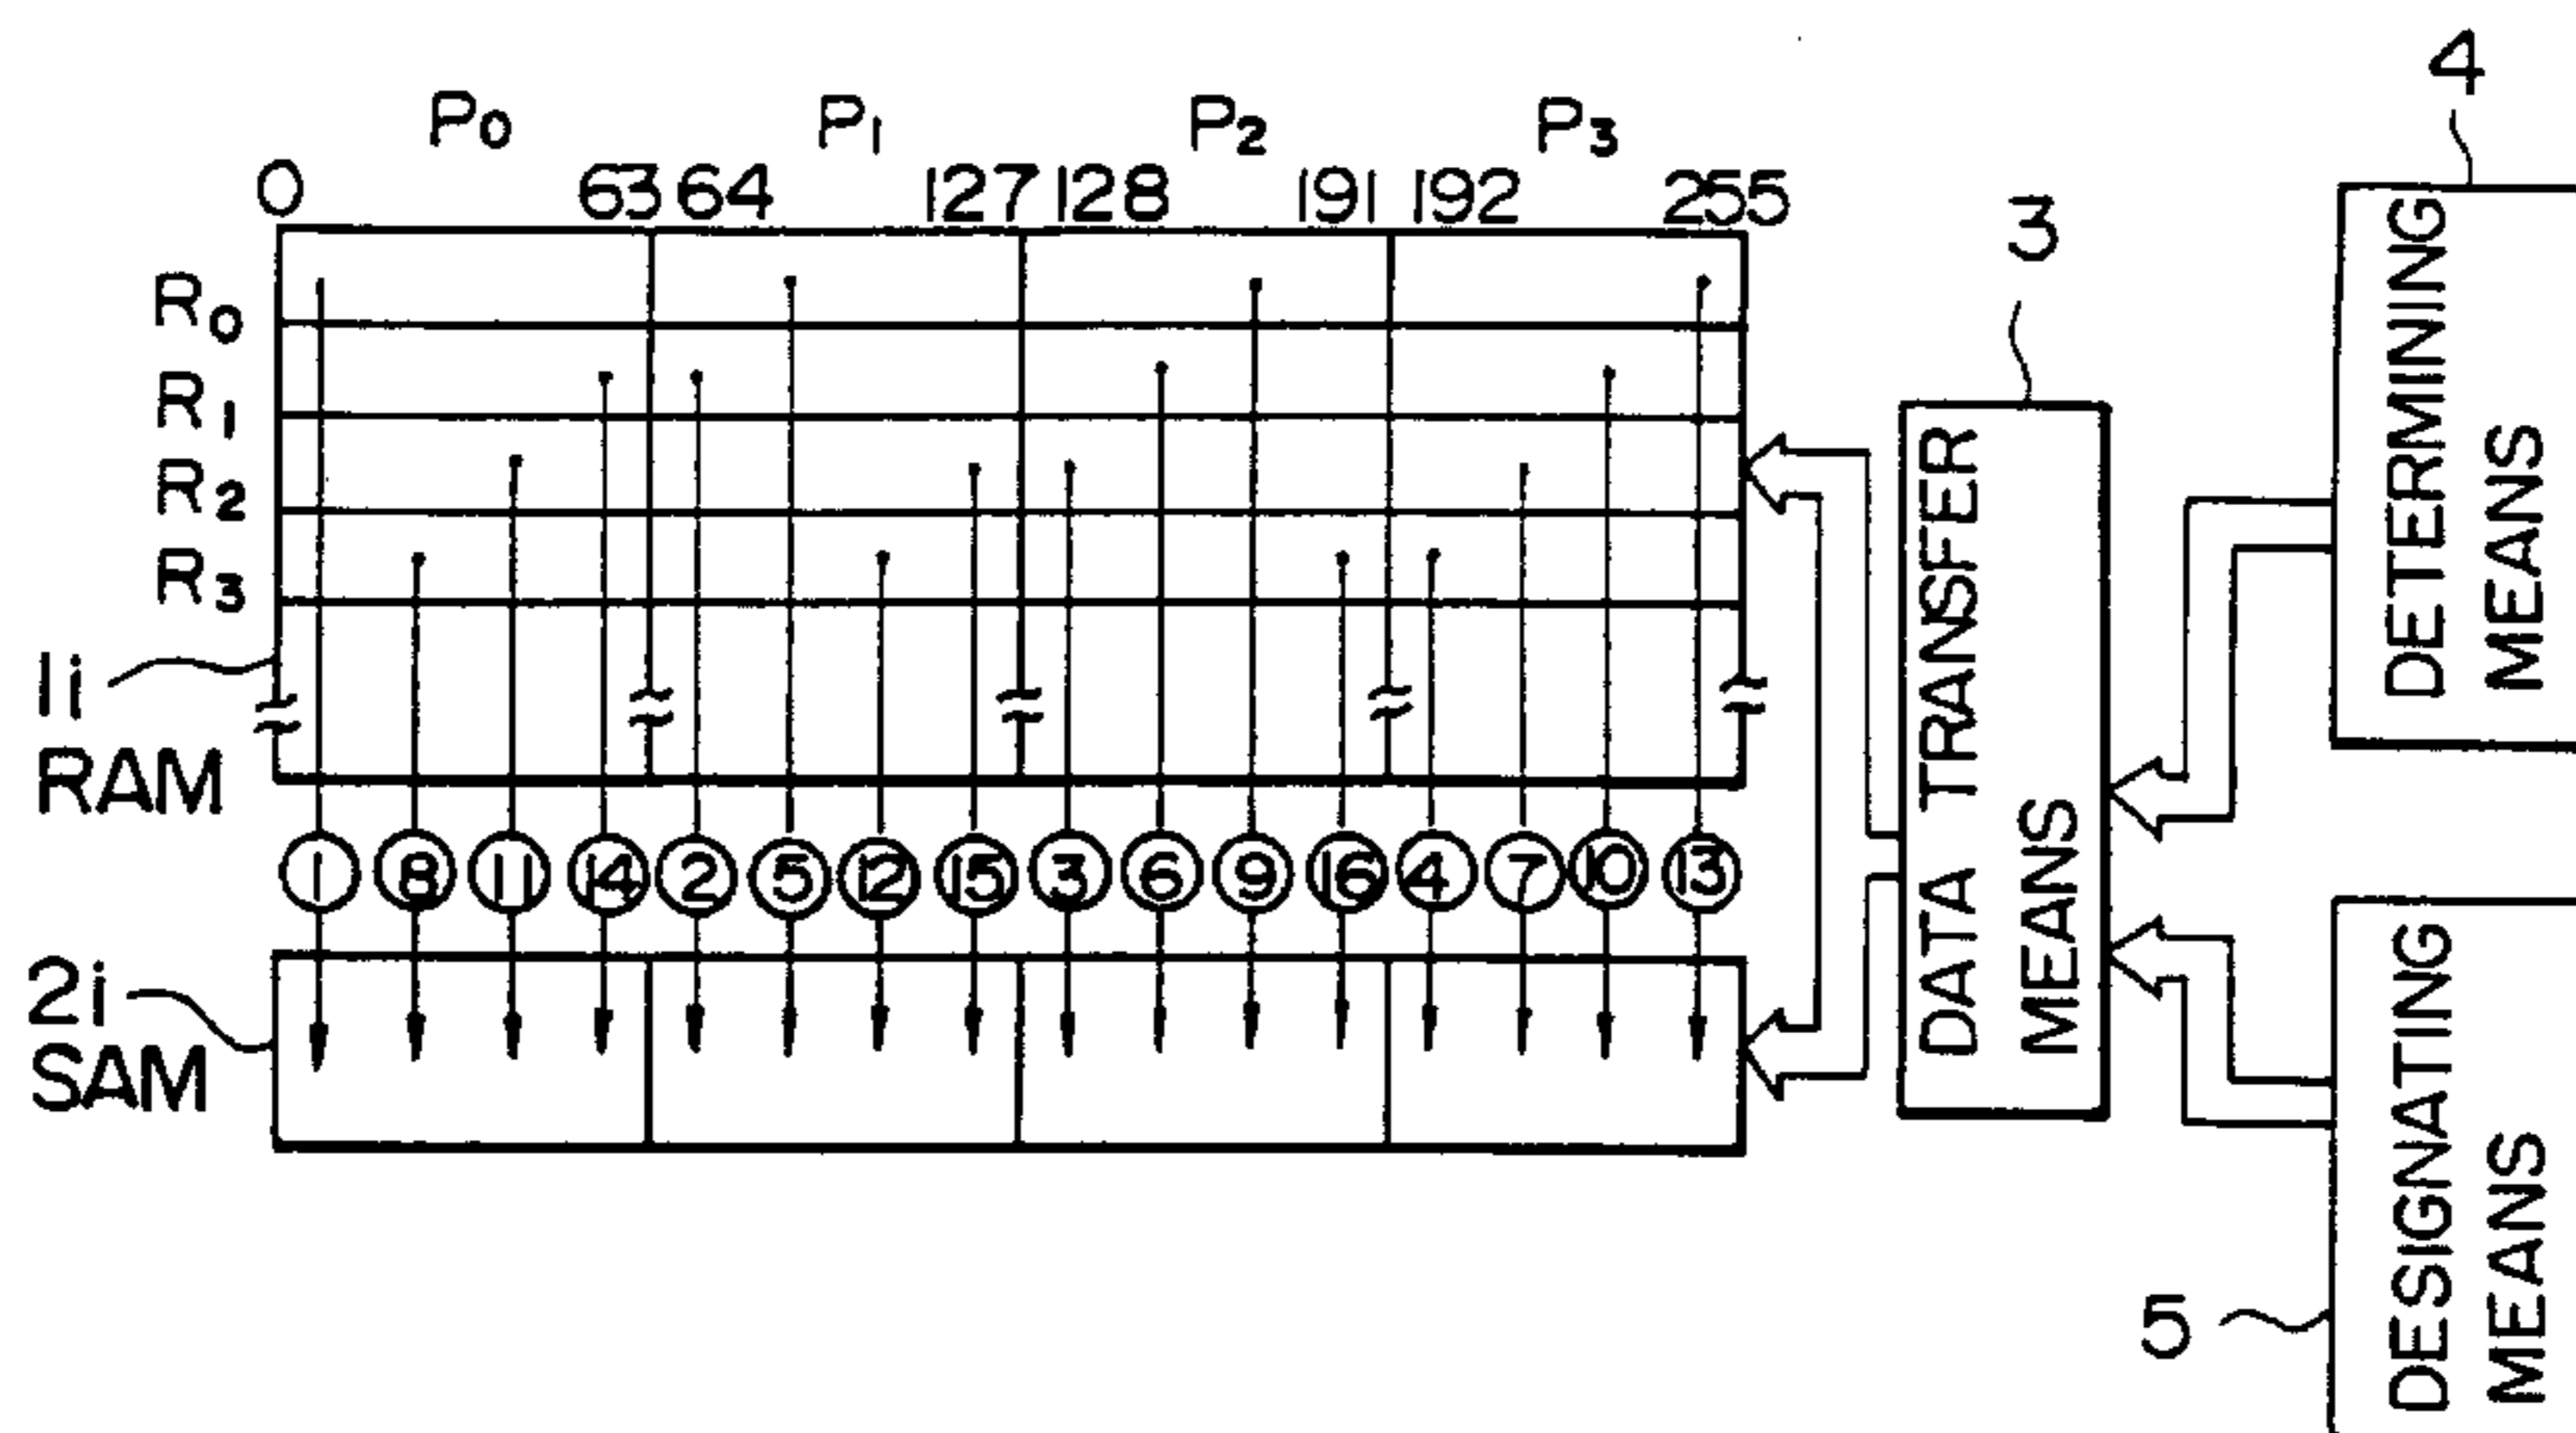 P0 P1 P2 P3
0 63 64 127 128 191 192 255
R0
R1
R2
R3
1i
RAM
1 8 11 14 2 5 12 15 3 6 9 16 4 7 10 13
2i
SAM
3
DATA TRANSFER
MEANS
4
DETERMINING
MEANS
5
DESIGNATING
MEANS